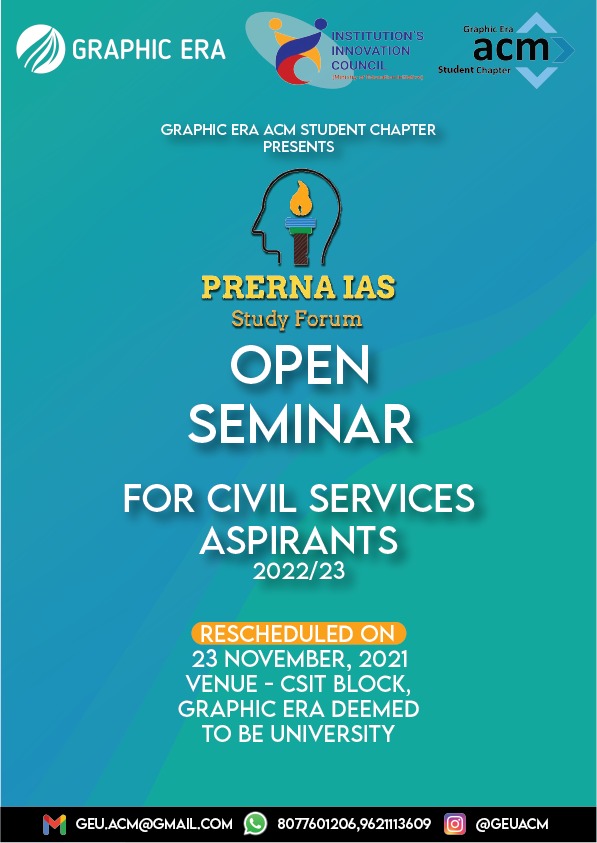 GRAPHIC ERA
INSTITUTION'S
INNOVATION
COUNCIL
Graphic Era
acm
Student Chapter
GRAPHIC ERA ACM STUDENT CHAPTER
PRESENTS
PRERNA IAS
Study Forum
OPEN
SEMINAR
FOR CIVIL SERVICES
ASPIRANTS
2022/23
RESCHEDULED ON
23 NOVEMBER, 2021
VENUE - CSIT BLOCK,
GRAPHIC ERA DEEMED
TO BE UNIVERSITY
GEU.ACM@GMAIL.COM 8077601206,9621113609 @GEUACM